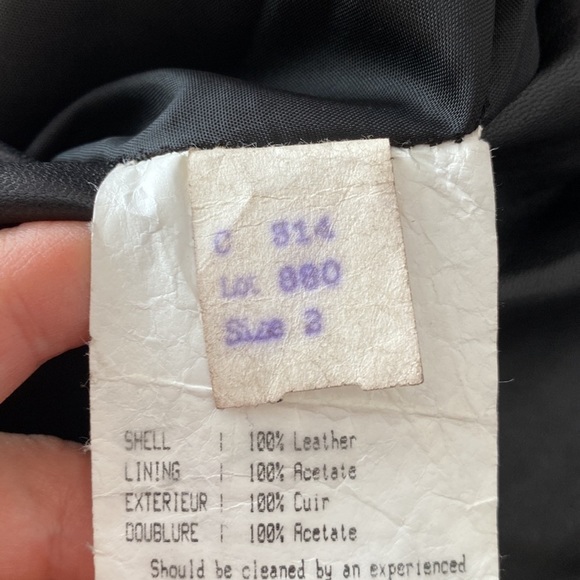 C 314
Lot 880
Size 2
SHELL | 100% Leather
LINING | 100% Acetate
EXTERIEUR | 100% Cuir
DOUBLURE | 100% Acetate
Should be cleaned by an experienced